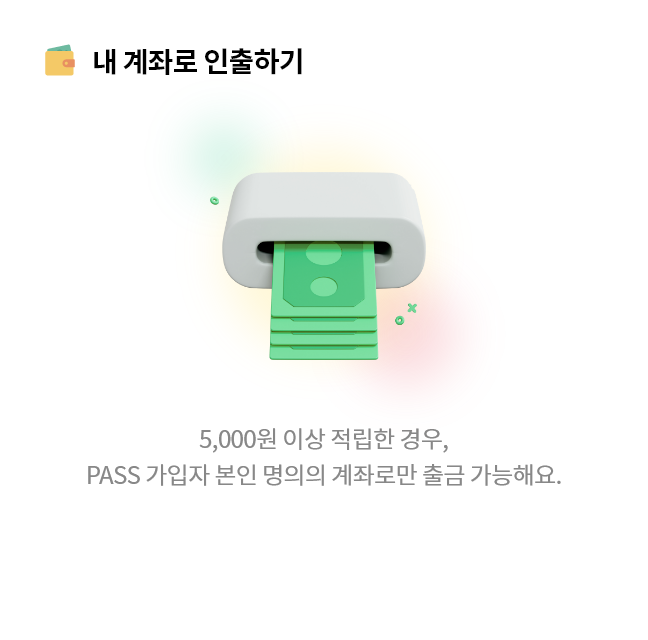 내 계좌로 인출하기
5,000원 이상 적립한 경우,
PASS 가입자 본인 명의의 계좌로만 출금 가능해요.